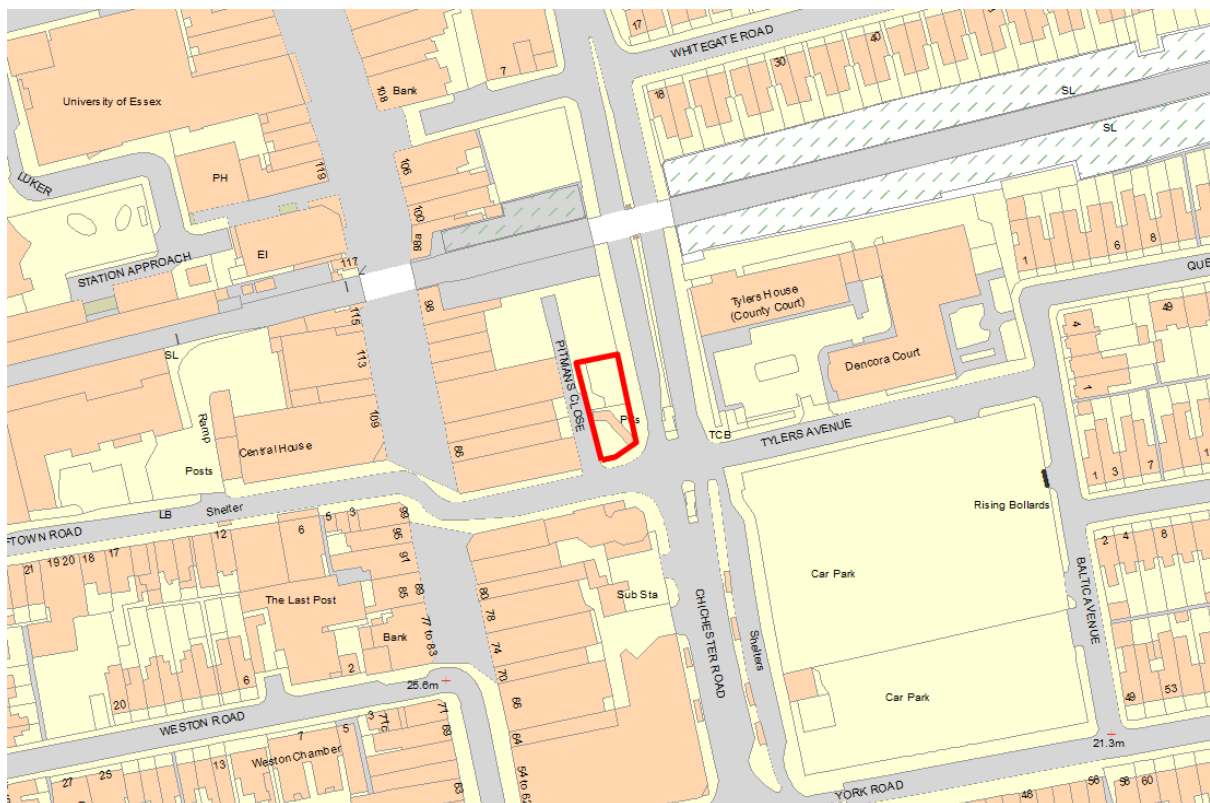 17
WHITEGATE ROAD
40
30
18
7
Bank
108
University of Essex
SL
SL
LUKER
PH
119
106
100
98a
EI
117
STATION APPROACH
1
6
8
QUE
Tylers House
(County Court)
Dencora Court
4
49
1
98
115
113
109
SL
Ramp
Central House
Posts
PITMANS CLOSE
PCs
86
TCB
TYLERS AVENUE
1
3
7
1
Rising Bollards
LB
Shelter
-TOWN ROAD
21
19 20
18
17
12
6
5
3
99
95
91
89
85
77 to 83
The Last Post
Bank
2
20
6
80
78
74
70
66
64
54 to 62
Sub Sta
CHICHESTER ROAD
Shelters
Car Park
Car Park
BALTIC AVENUE
2
4
8
49
53
25.6m
WESTON ROAD
Weston Chamber
27
25
13
7
5
3
71c
71
69
63
21.3m
YORK ROAD
48
56
58
60